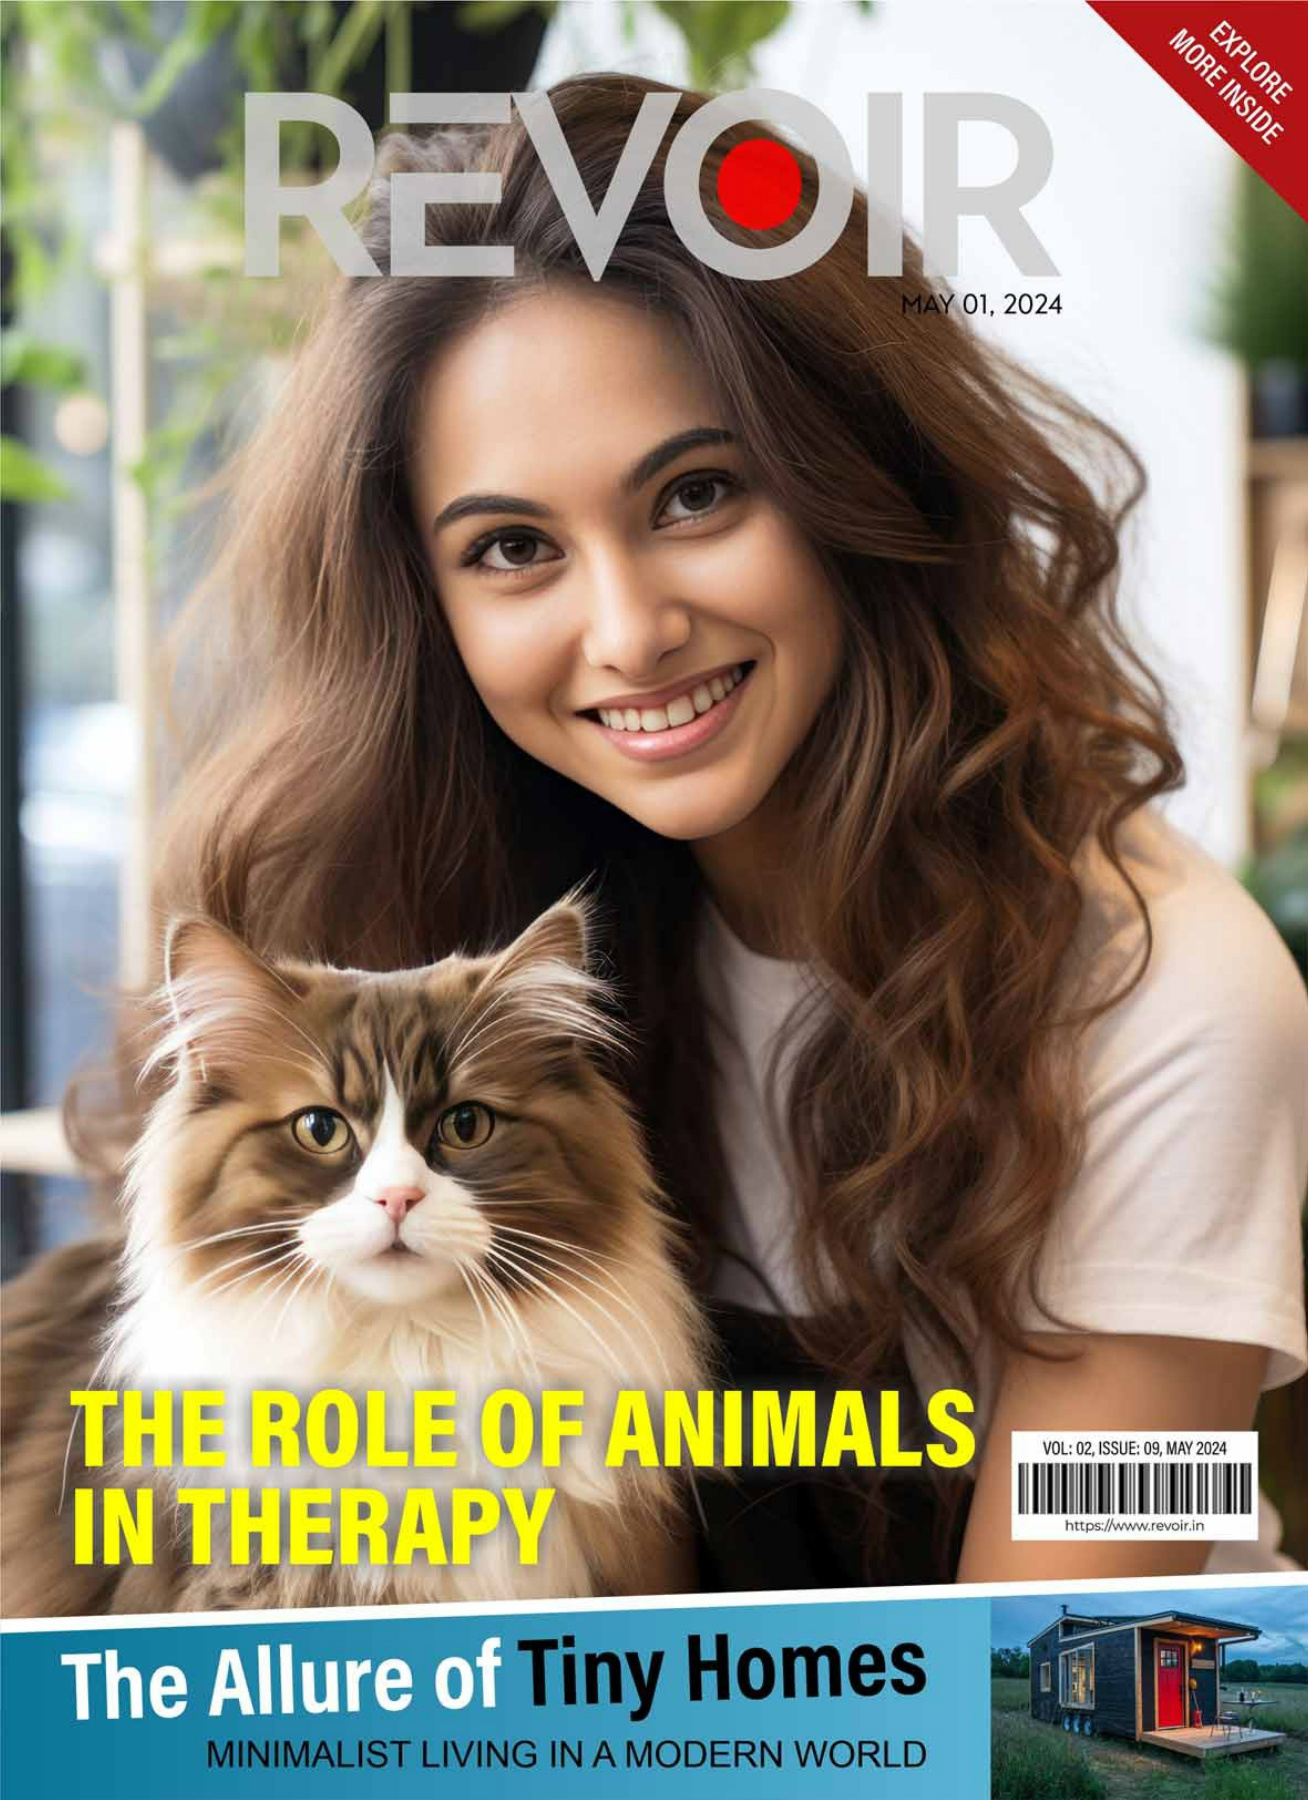 EXPLORE
MORE INSIDE
REVOIR
MAY 01, 2024
THE ROLE OF ANIMALS
IN THERAPY
VOL: 02, ISSUE: 09, MAY 2024
https://www.revoir.in
The Allure of Tiny Homes
MINIMALIST LIVING IN A MODERN WORLD